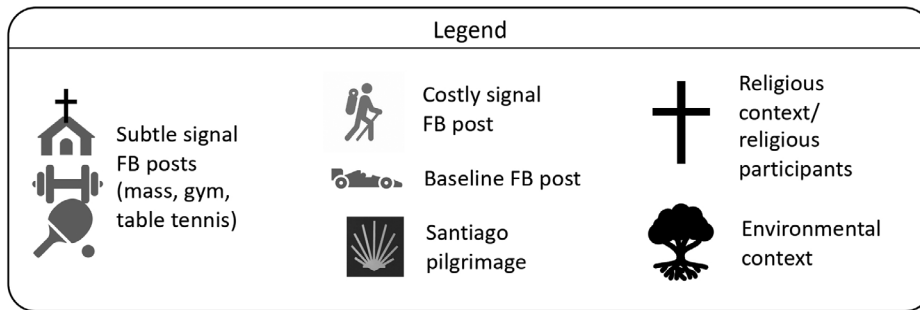 Legend
Subtle signal
FB posts
(mass, gym,
table tennis)
Costly signal
FB post
Baseline FB post
Santiago
pilgrimage
Religious
context/
religious
participants
Environmental
context